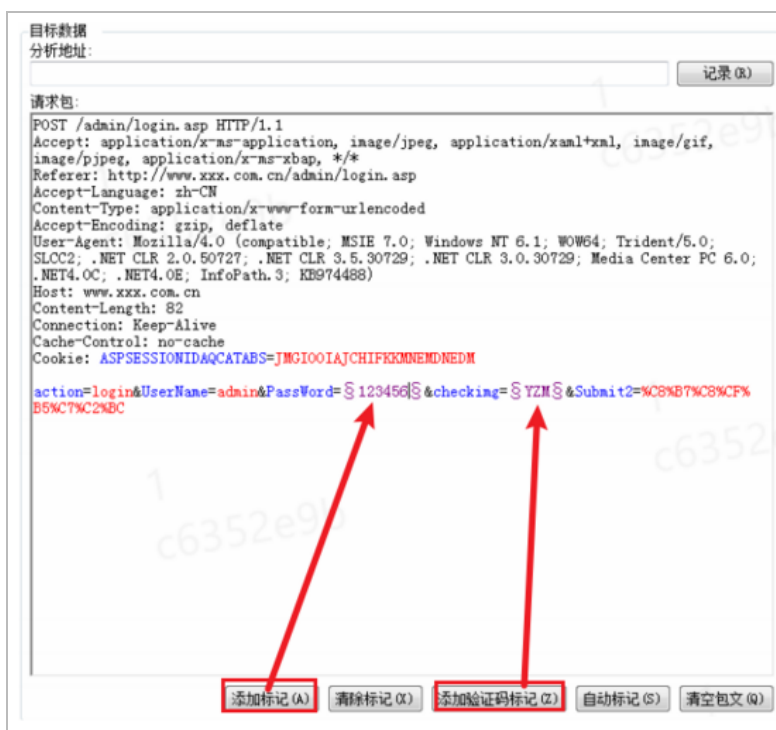 目标数据
分析地址:
记录(R)
请求包:
POST /admin/login.asp HTTP/1.1
Accept: application/x-ms-application, image/jpeg, application/xaml+xml, image/gif,
image/pjpeg, application/x-ms-xbap, */*
Referer: http://www.xxx.com.cn/admin/login.asp
Accept-Language: zh-CN
Content-Type: application/x-www-form-urlencoded
Accept-Encoding: gzip, deflate
User-Agent: Mozilla/4.0 (compatible; MSIE 7.0; Windows NT 6.1; WOW64; Trident/5.0;
SLCC2; .NET CLR 2.0.50727; .NET CLR 3.5.30729; .NET CLR 3.0.30729; Media Center PC 6.0;
.NET4.0C; .NET4.0E; InfoPath.3; KB974488)
Host: www.xxx.com.cn
Content-Length: 82
Connection: Keep-Alive
Cache-Control: no-cache
Cookie: ASPSESSIONIDAQCATABS=JMGIOOIAJCHIFKKMNEMDNEDM
action=login&UserName=admin&PassWord=§123456§&checkimg=§YZM§&Submit2=%C8%B7%C8%CF%
B5%C7%C2%BC
1
c6352e9b
添加标记(A) 清除标记(X) 添加验证码标记(Z) 自动标记(S) 清空包文(Q)